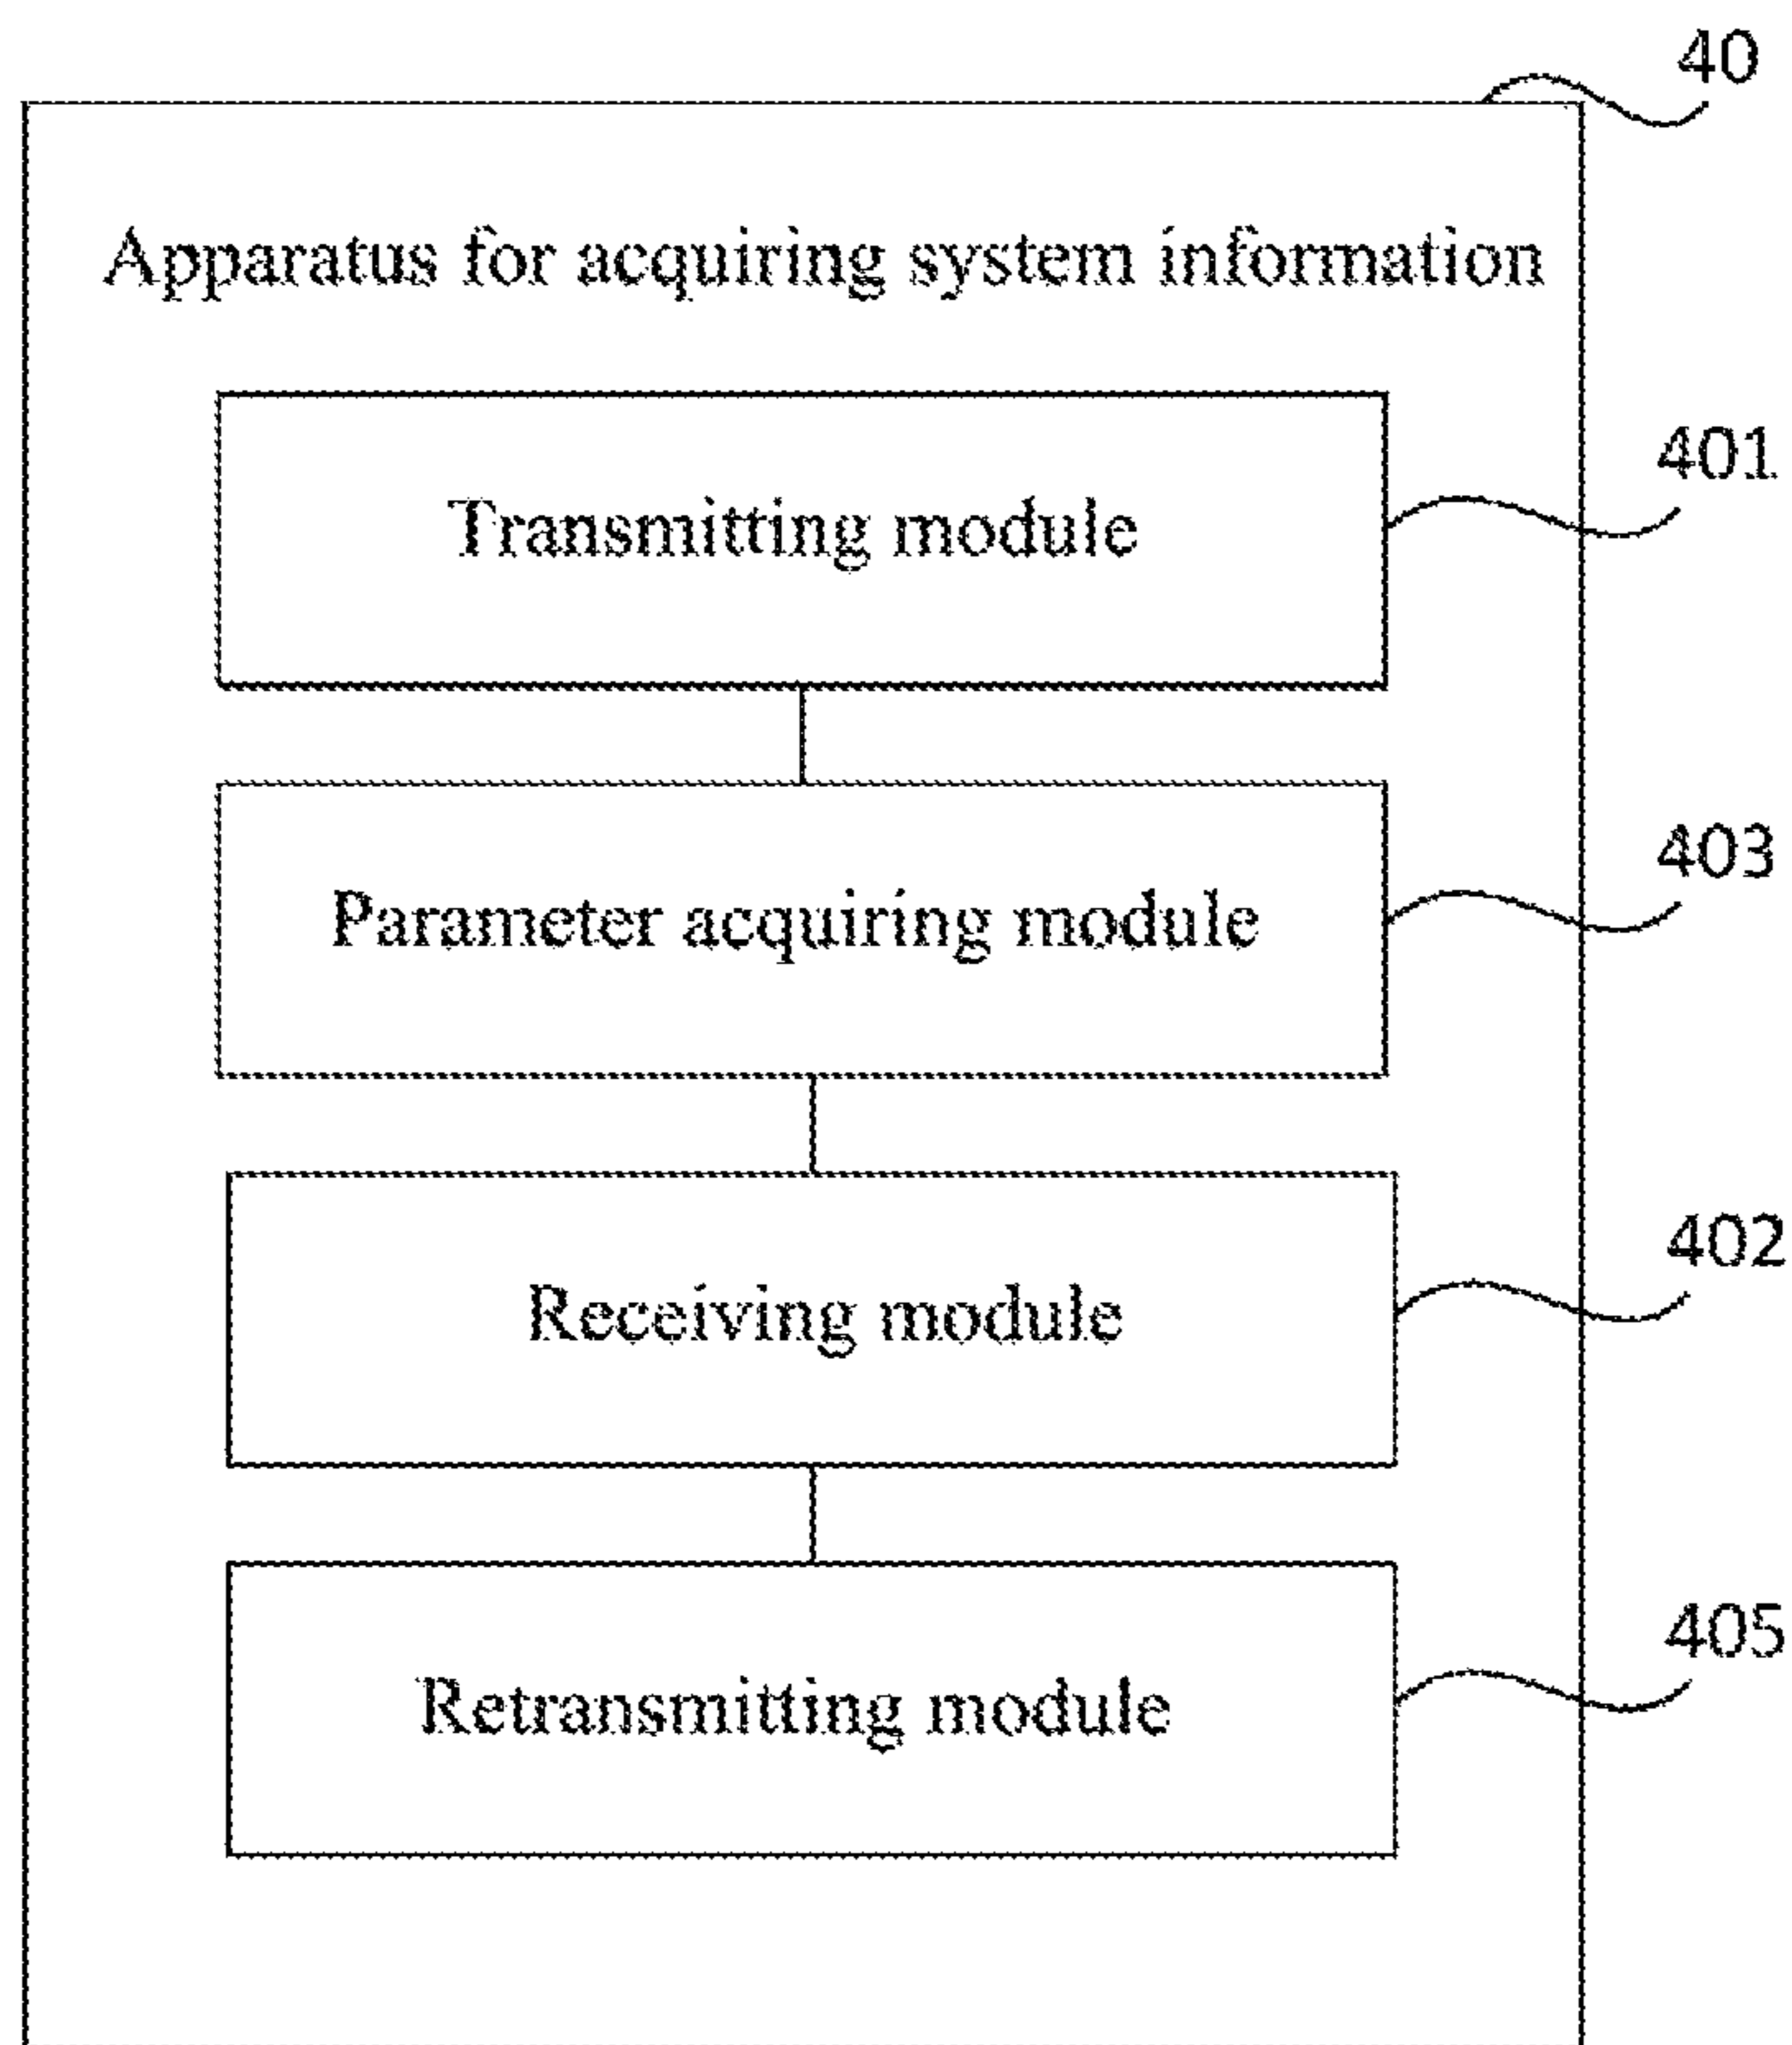 40
Apparatus for acquiring system information
401
Transmitting module
403
Parameter acquiring module
402
Receiving module
405
Retransmitting module